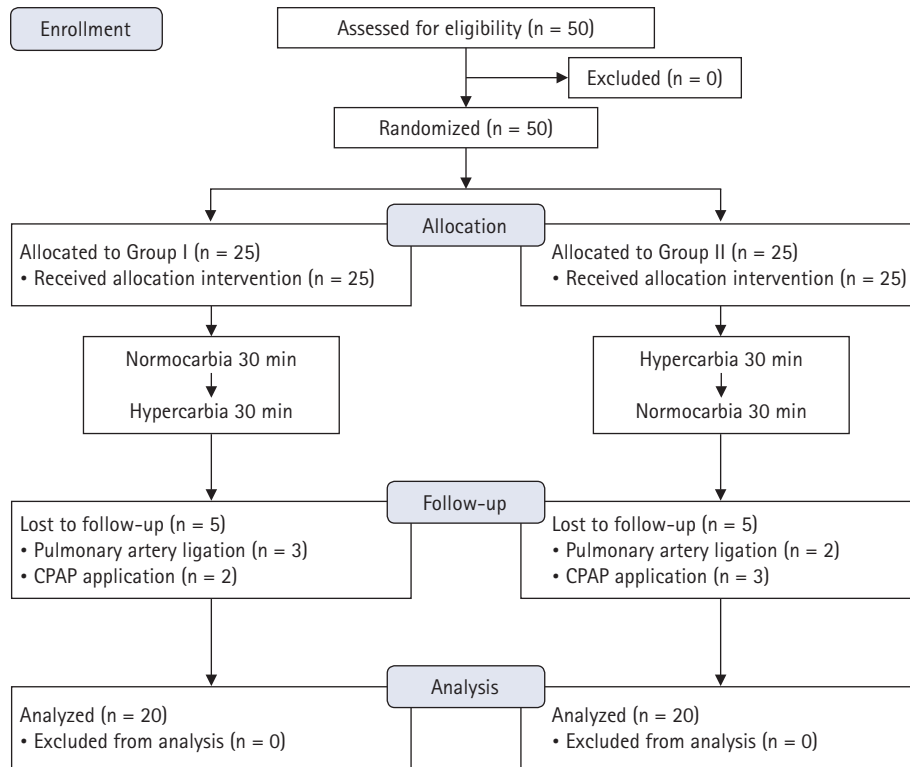 Enrollment
Assessed for eligibility (n = 50)
Excluded (n = 0)
Randomized (n = 50)
Allocation
Allocated to Group I (n = 25)
• Received allocation intervention (n = 25)
Allocated to Group II (n = 25)
• Received allocation intervention (n = 25)
Normocarbia 30 min
Hypercarbia 30 min
Hypercarbia 30 min
Normocarbia 30 min
Follow-up
Lost to follow-up (n = 5)
• Pulmonary artery ligation (n = 3)
• CPAP application (n = 2)
Lost to follow-up (n = 5)
• Pulmonary artery ligation (n = 2)
• CPAP application (n = 3)
Analysis
Analyzed (n = 20)
• Excluded from analysis (n = 0)
Analyzed (n = 20)
• Excluded from analysis (n = 0)